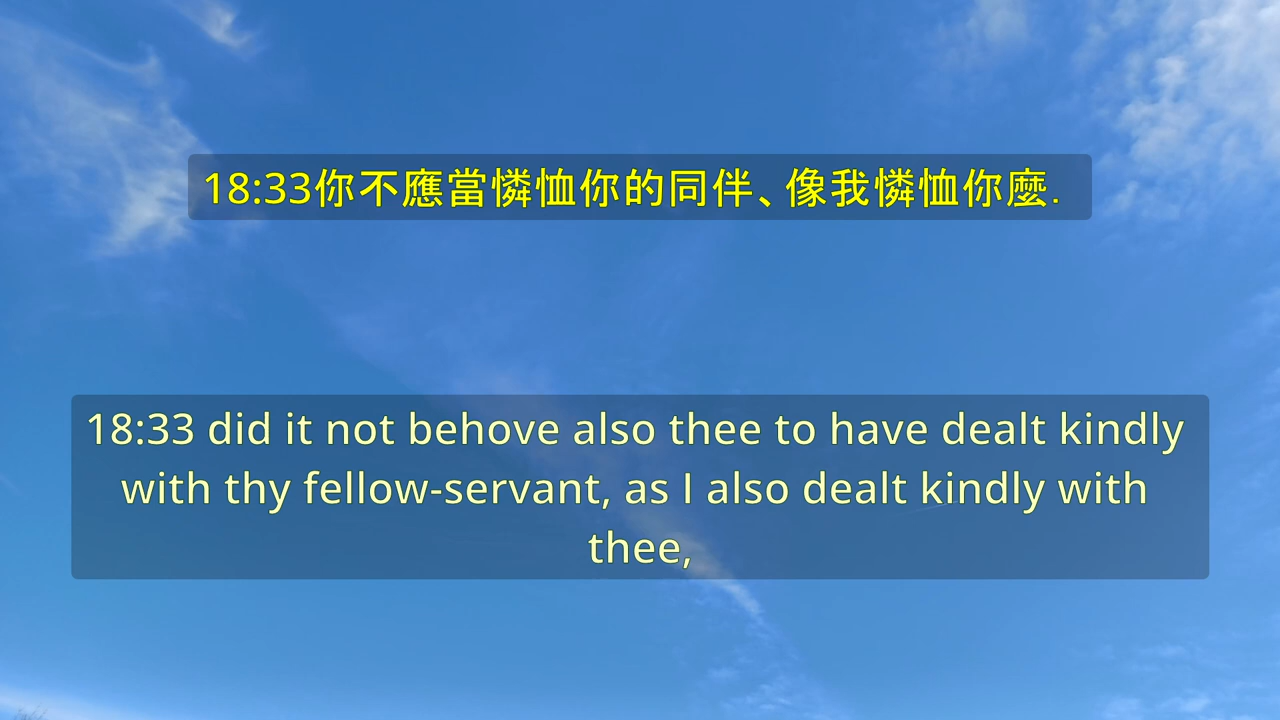 18:33你不應當憐恤你的同伴、像我憐恤你麼.
18:33 did it not behove also thee to have dealt kindly
with thy fellow-servant, as I also dealt kindly with
thee,